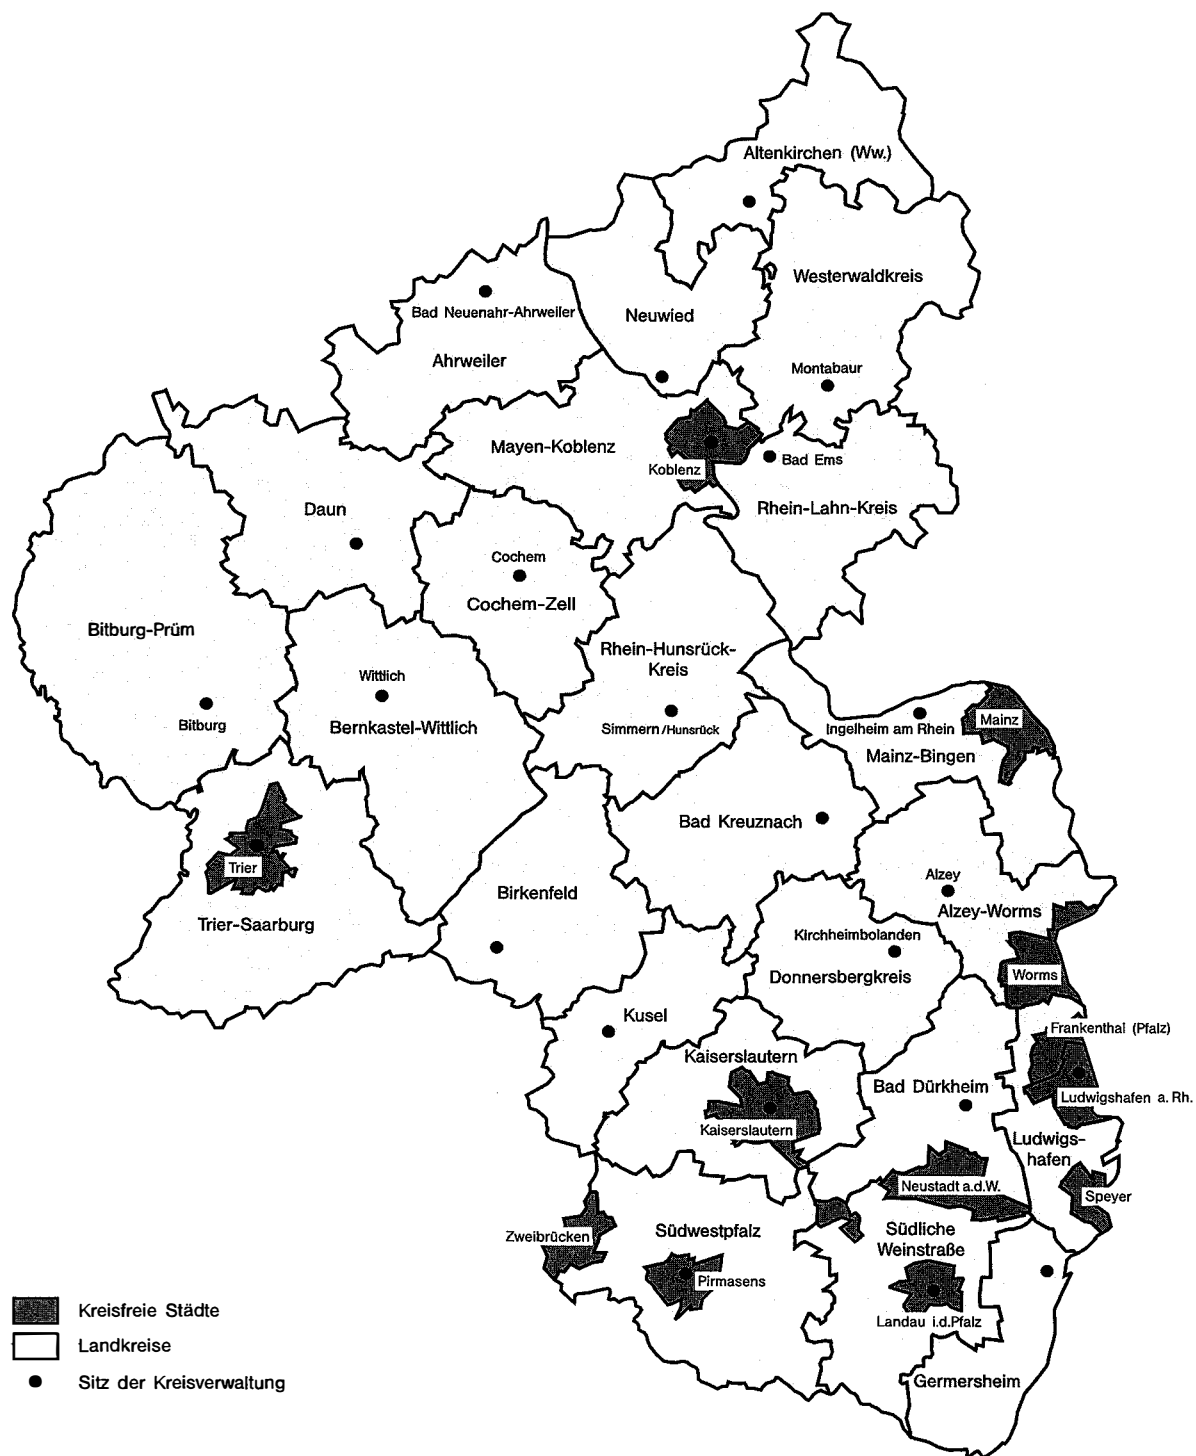 Altenkirchen (Ww.)
Westerwaldkreis
Bad Neuenahr-Ahrweiler
Neuwied
Ahrweiler
Montabaur
Mayen-Koblenz
Koblenz
Bad Ems
Daun
Rhein-Lahn-Kreis
Cochem
Cochem-Zell
Bitburg-Prüm
Rhein-Hunsrück-
Kreis
Wittlich
Bitburg
Bernkastel-Wittlich
Simmern/Hunsrück
Ingelheim am Rhein
Mainz
Mainz-Bingen
Bad Kreuznach
Trier
Alzey
Birkenfeld
Trier-Saarburg
Alzey-Worms
Kirchheimbolanden
Donnersbergkreis
Worms
Kusel
Frankenthal (Pfalz)
Kaiserslautern
Bad Dürkheim
Ludwigshafen a. Rh.
Kaiserslautern
Ludwigs-
hafen
Neustadt a.d.W.
Speyer
Zweibrücken
Südwestpfalz
Südliche
Weinstraße
Pirmasens
Landau i.d.Pfalz
Germersheim
Kreisfreie Städte
Landkreise
Sitz der Kreisverwaltung